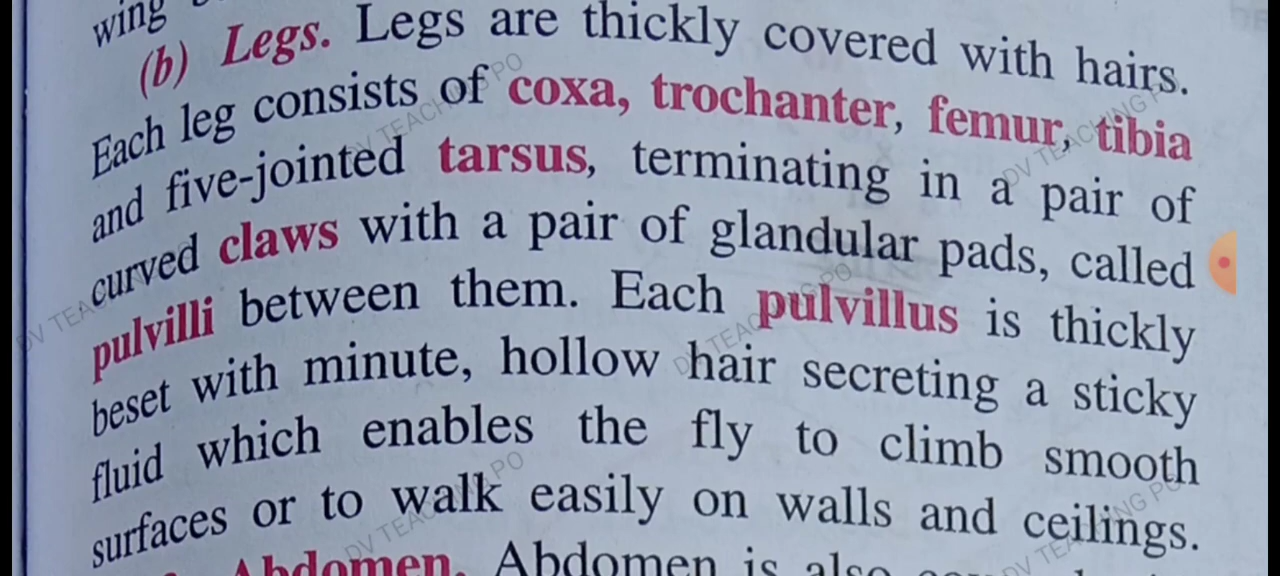 wing
(b) Legs. Legs are thickly covered with hairs.
Each leg consists of coxa, trochanter, femur, tibia
and five-jointed tarsus, terminating in a pair of
curved claws with a pair of glandular pads, called
pulvilli between them. Each pulvillus is thickly
beset with minute, hollow hair secreting a sticky
fluid which enables the fly to climb smooth
surfaces or to walk easily on walls and ceilings.
Abdomen. Abdomen is also